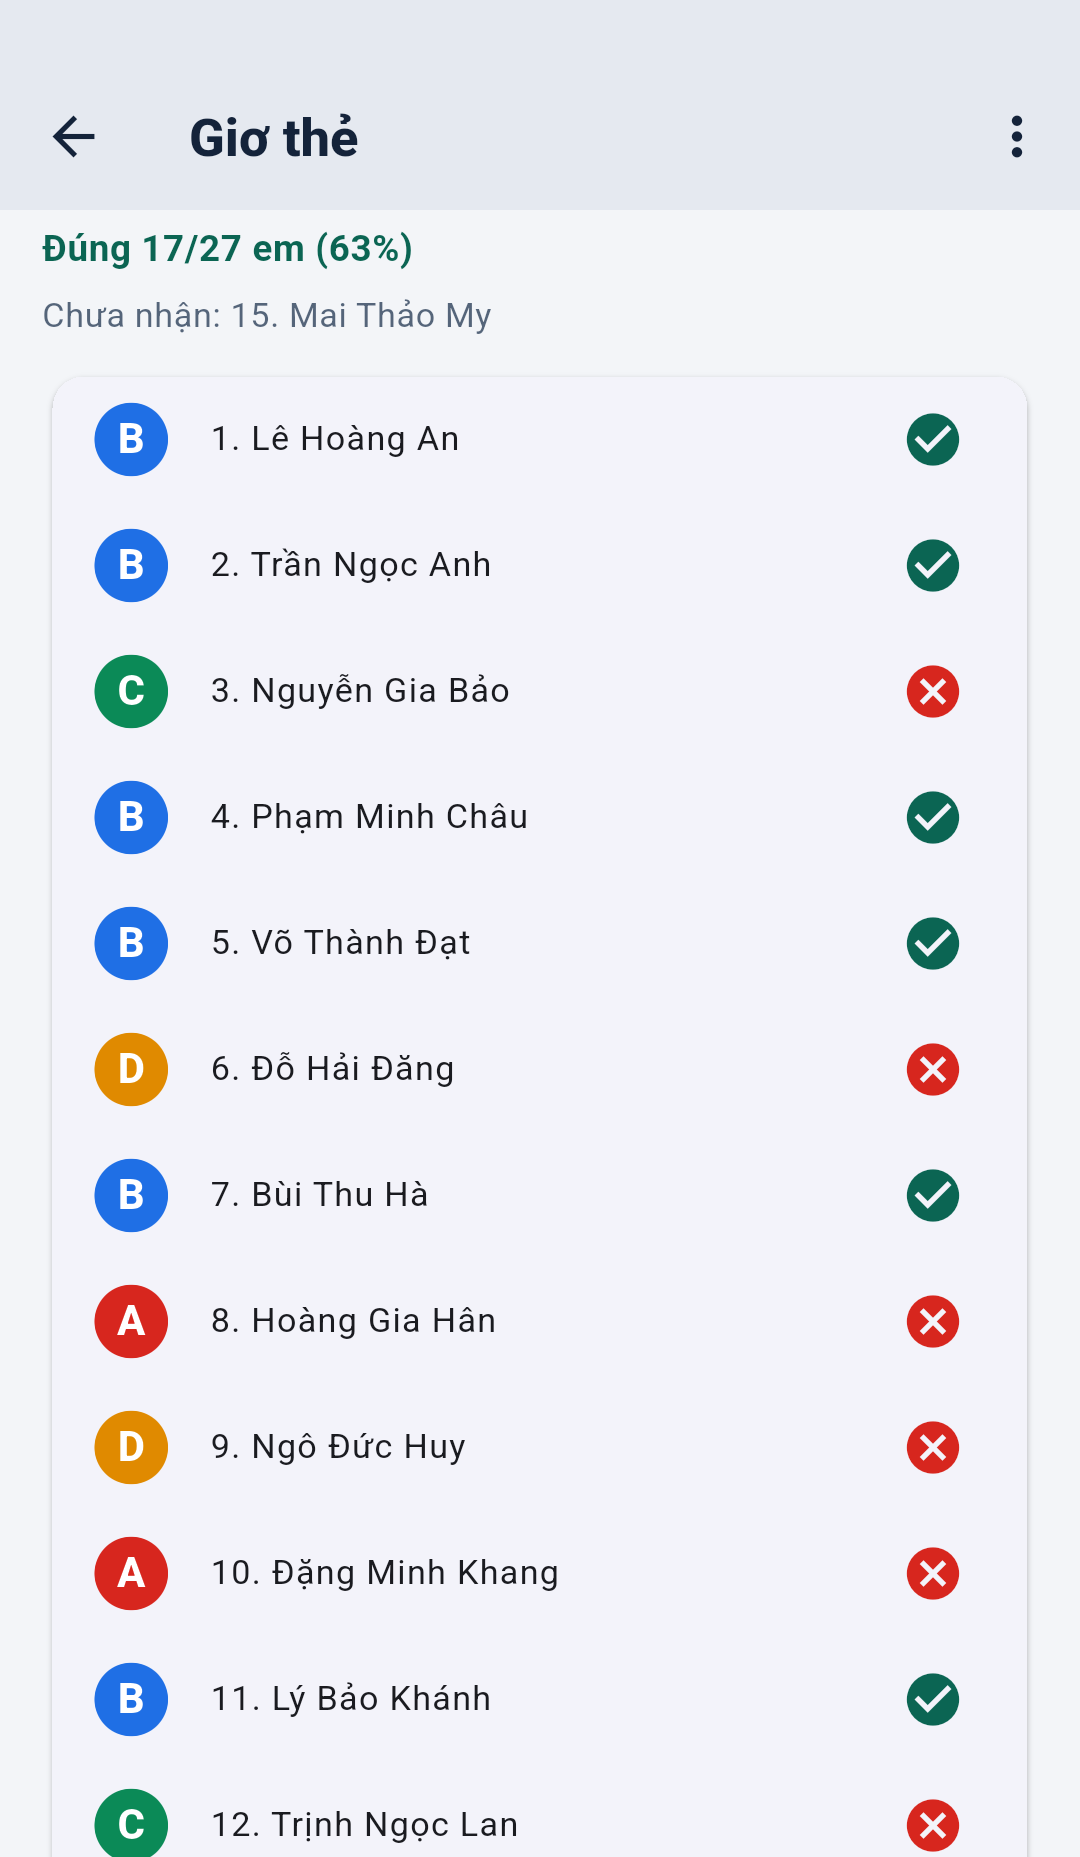 Giơ thẻ
Đúng 17/27 em (63%)
Chưa nhận: 15. Mai Thảo My
B 1. Lê Hoàng An
B 2. Trần Ngọc Anh
C 3. Nguyễn Gia Bảo
B 4. Phạm Minh Châu
B 5. Võ Thành Đạt
D 6. Đỗ Hải Đăng
B 7. Bùi Thu Hà
A 8. Hoàng Gia Hân
D 9. Ngô Đức Huy
A 10. Đặng Minh Khang
B 11. Lý Bảo Khánh
C 12. Trịnh Ngọc Lan